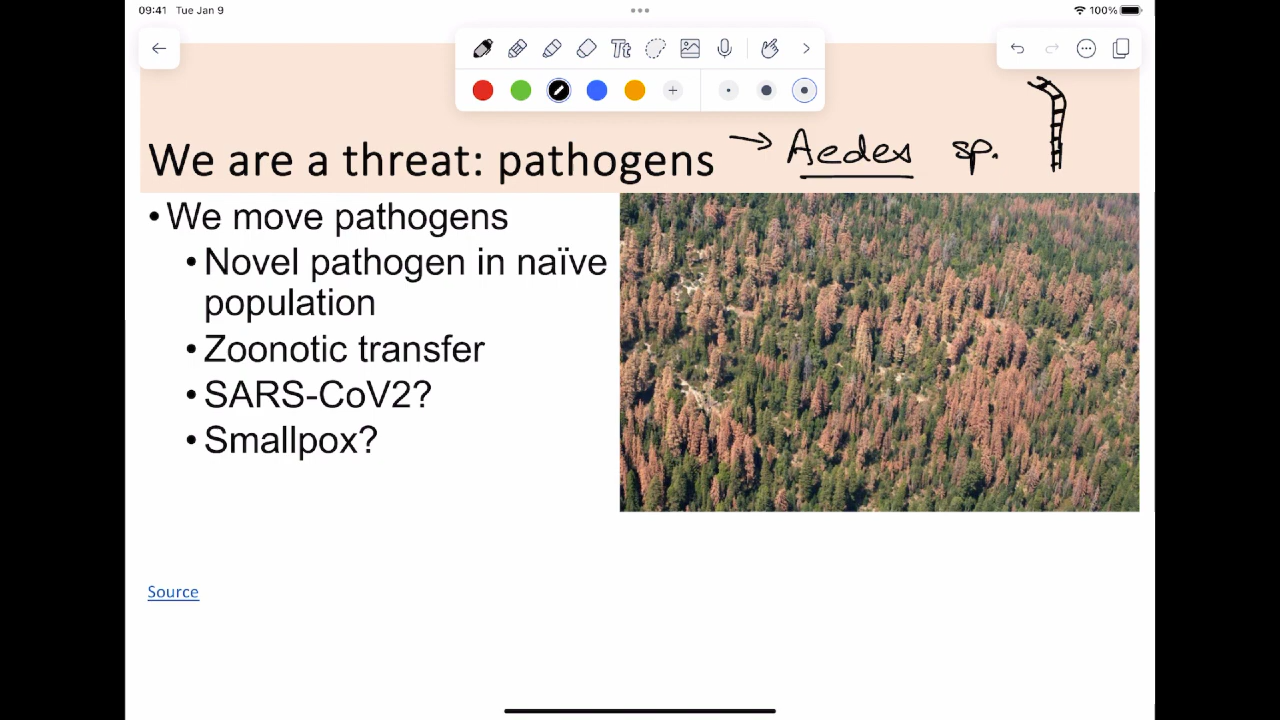 09:41 Tue Jan 9
100%
Tt
We are a threat: pathogens → Aedes sp.
• We move pathogens
• Novel pathogen in naïve
population
• Zoonotic transfer
• SARS-CoV2?
• Smallpox?
Source